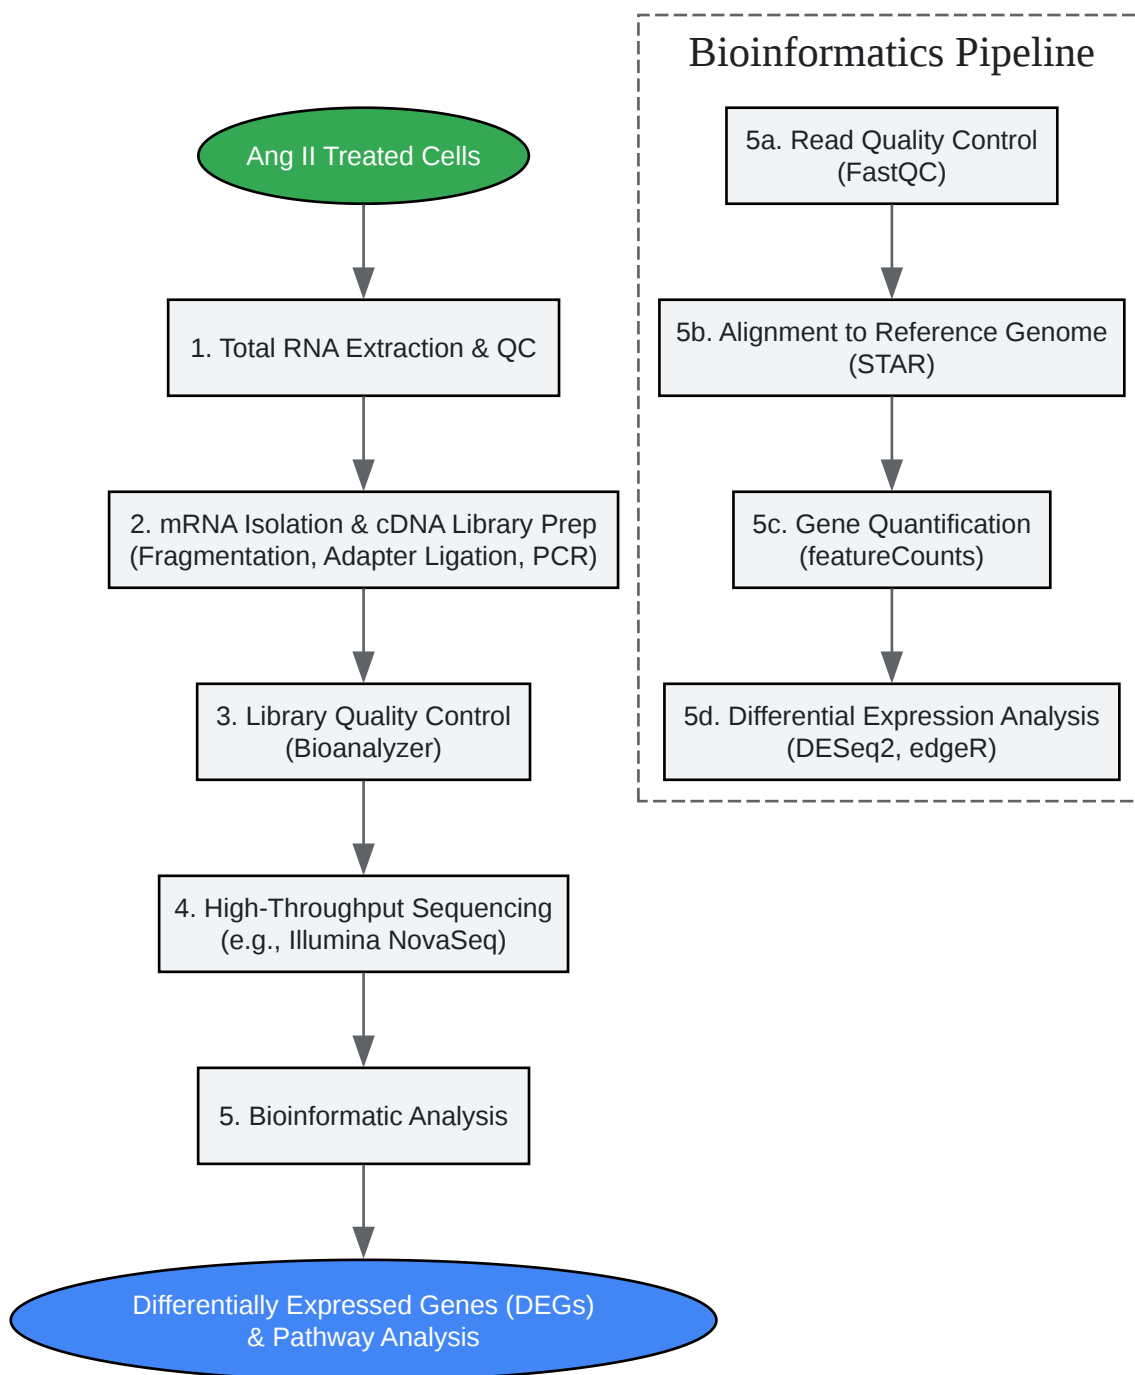 Ang II Treated Cells
1. Total RNA Extraction & QC
2. mRNA Isolation & cDNA Library Prep
(Fragmentation, Adapter Ligation, PCR)
3. Library Quality Control
(Bioanalyzer)
4. High-Throughput Sequencing
(e.g., Illumina NovaSeq)
5. Bioinformatic Analysis
Differentially Expressed Genes (DEGs)
& Pathway Analysis
Bioinformatics Pipeline
5a. Read Quality Control
(FastQC)
5b. Alignment to Reference Genome
(STAR)
5c. Gene Quantification
(featureCounts)
5d. Differential Expression Analysis
(DESeq2, edgeR)